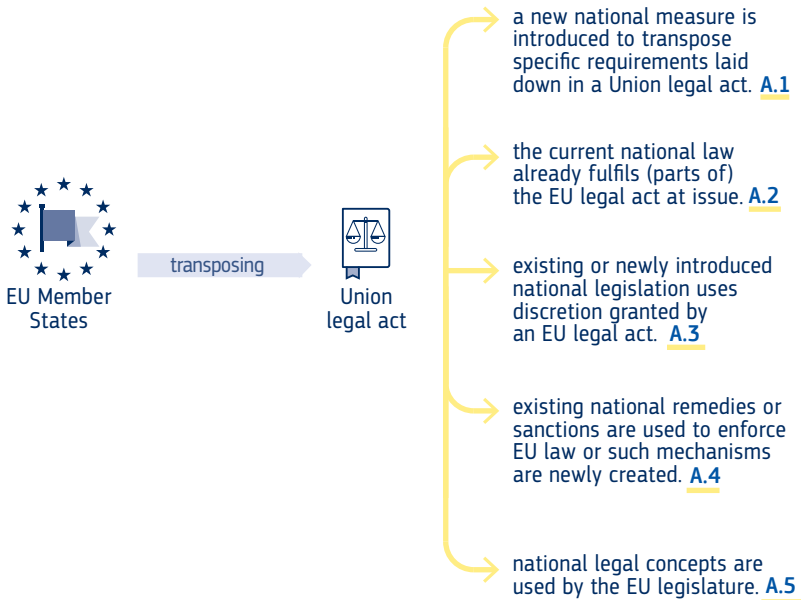 a new national measure is
introduced to transpose
specific requirements laid
down in a Union legal act. A.1
the current national law
already fulfils (parts of)
the EU legal act at issue. A.2
EU Member
States
transposing
Union
legal act
existing or newly introduced
national legislation uses
discretion granted by
an EU legal act. A.3
existing national remedies or
sanctions are used to enforce
EU law or such mechanisms
are newly created. A.4
national legal concepts are
used by the EU legislature. A.5